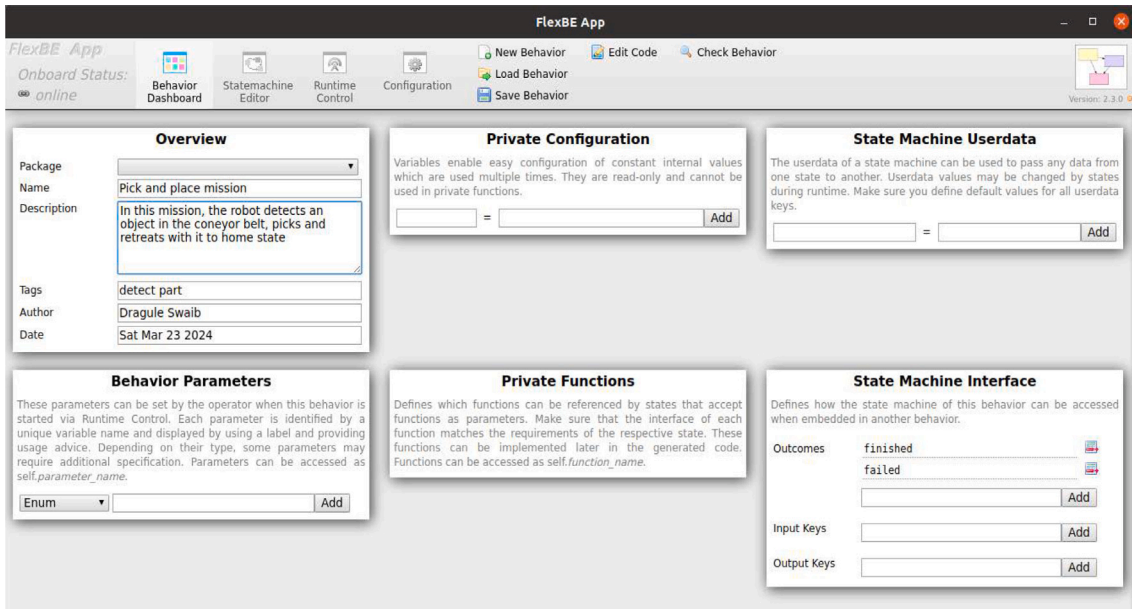 FlexBE App
FlexBE App
Onboard Status:
online
Behavior
Dashboard
Statemachine
Editor
Runtime
Control
Configuration
New Behavior
Load Behavior
Save Behavior
Edit Code
Check Behavior
Version: 2.3.0
Overview
Package
Name
Pick and place mission
Description
In this mission, the robot detects an
object in the coneyor belt, picks and
retreats with it to home state
Tags
detect part
Author
Dragule Swaib
Date
Sat Mar 23 2024
Private Configuration
Variables enable easy configuration of constant internal values
which are used multiple times. They are read-only and cannot be
used in private functions.
= Add
State Machine Userdata
The userdata of a state machine can be used to pass any data from
one state to another. Userdata values may be changed by states
during runtime. Make sure you define default values for all userdata
keys.
= Add
Behavior Parameters
These parameters can be set by the operator when this behavior is
started via Runtime Control. Each parameter is identified by a
unique variable name and displayed by using a label and providing
usage advice. Depending on their type, some parameters may
require additional specification. Parameters can be accessed as
self.parameter_name.
Enum Add
Private Functions
Defines which functions can be referenced by states that accept
functions as parameters. Make sure that the interface of each
function matches the requirements of the respective state. These
functions can be implemented later in the generated code.
Functions can be accessed as self.function_name.
State Machine Interface
Defines how the state machine of this behavior can be accessed
when embedded in another behavior.
Outcomes
finished
failed
Add
Input Keys
Add
Output Keys
Add